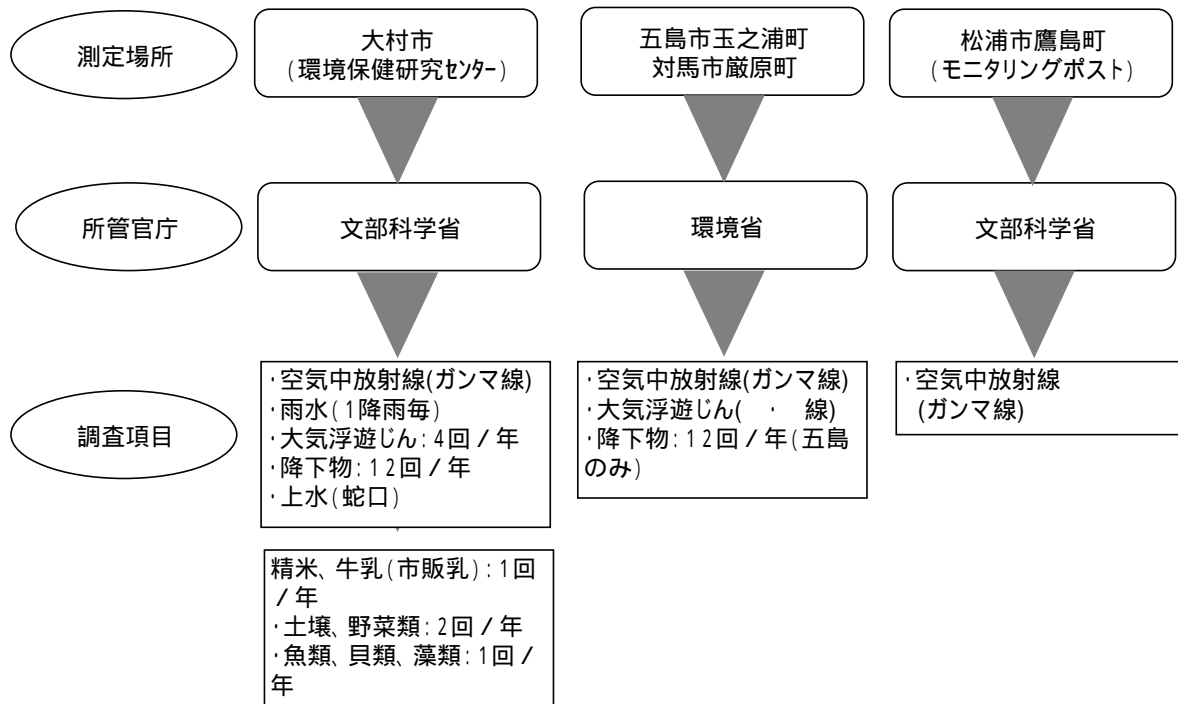 測定場所
大村市
(環境保健研究センター)
五島市玉之浦町
対馬市厳原町
松浦市鷹島町
(モニタリングポスト)
所管官庁
文部科学省
環境省
文部科学省
調査項目
・空気中放射線(ガンマ線)
・雨水(1降雨毎)
・大気浮遊じん:4回/年
・降下物:12回/年
・上水(蛇口)
・空気中放射線(ガンマ線)
・大気浮遊じん( ・ 線)
・降下物:12回/年(五島
のみ)
・空気中放射線
(ガンマ線)
精米、牛乳(市販乳):1回
/年
・土壌、野菜類:2回/年
・魚類、貝類、藻類:1回/
年